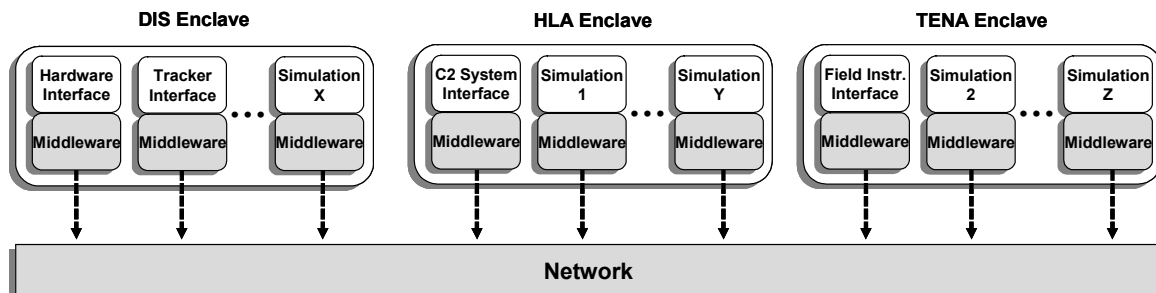 DIS Enclave
Hardware
Interface
Middleware
Tracker
Interface
Middleware
Simulation
X
Middleware
HLA Enclave
C2 System
Interface
Middleware
Simulation
1
Middleware
Simulation
Y
Middleware
TENA Enclave
Field Instr.
Interface
Middleware
Simulation
2
Middleware
Simulation
Z
Middleware
Network